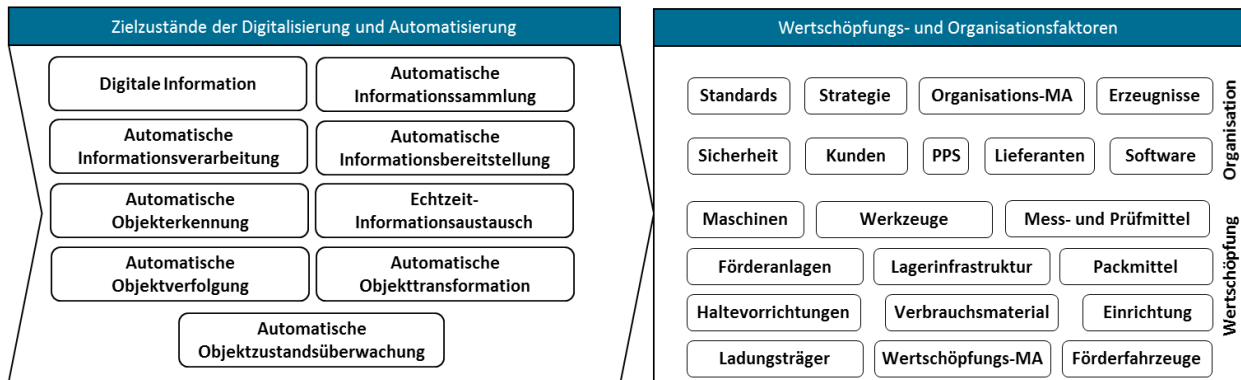 Zielzustände der Digitalisierung und Automatisierung
Digitale Information
Automatische
Informationssammlung
Automatische
Informationsverarbeitung
Automatische
Informationsbereitstellung
Automatische
Objekterkennung
Echtzeit-
Informationsaustausch
Automatische
Objektverfolgung
Automatische
Objekttransformation
Automatische
Objektzustandsüberwachung
Wertschöpfungs- und Organisationsfaktoren
Standards
Strategie
Organisations-MA
Erzeugnisse
Sicherheit
Kunden
PPS
Lieferanten
Software
Organisation
Maschinen
Werkzeuge
Mess- und Prüfmittel
Förderanlagen
Lagerinfrastruktur
Packmittel
Haltevorrichtungen
Verbrauchsmaterial
Einrichtung
Ladungsträger
Wertschöpfungs-MA
Förderfahrzeuge
Wertschöpfung